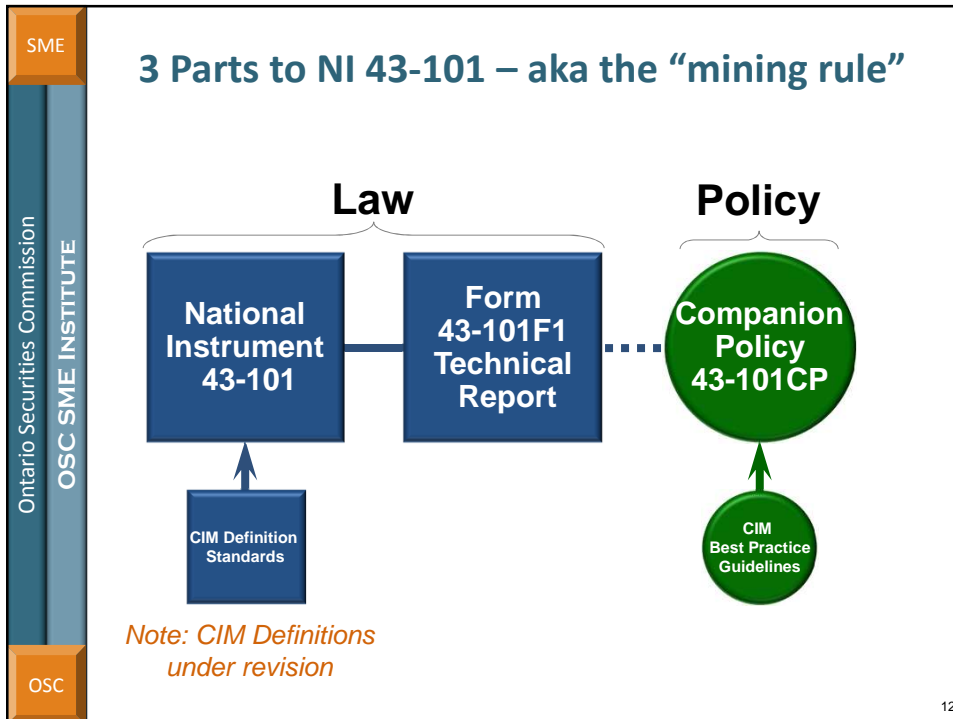 SME
Ontario Securities Commission
OSC SME INSTITUTE
OSC
3 Parts to NI 43-101 – aka the “mining rule”
Law
Policy
National
Instrument
43-101
Form
43-101F1
Technical
Report
Companion
Policy
43-101CP
CIM Definition
Standards
CIM
Best Practice
Guidelines
Note: CIM Definitions
under revision
12